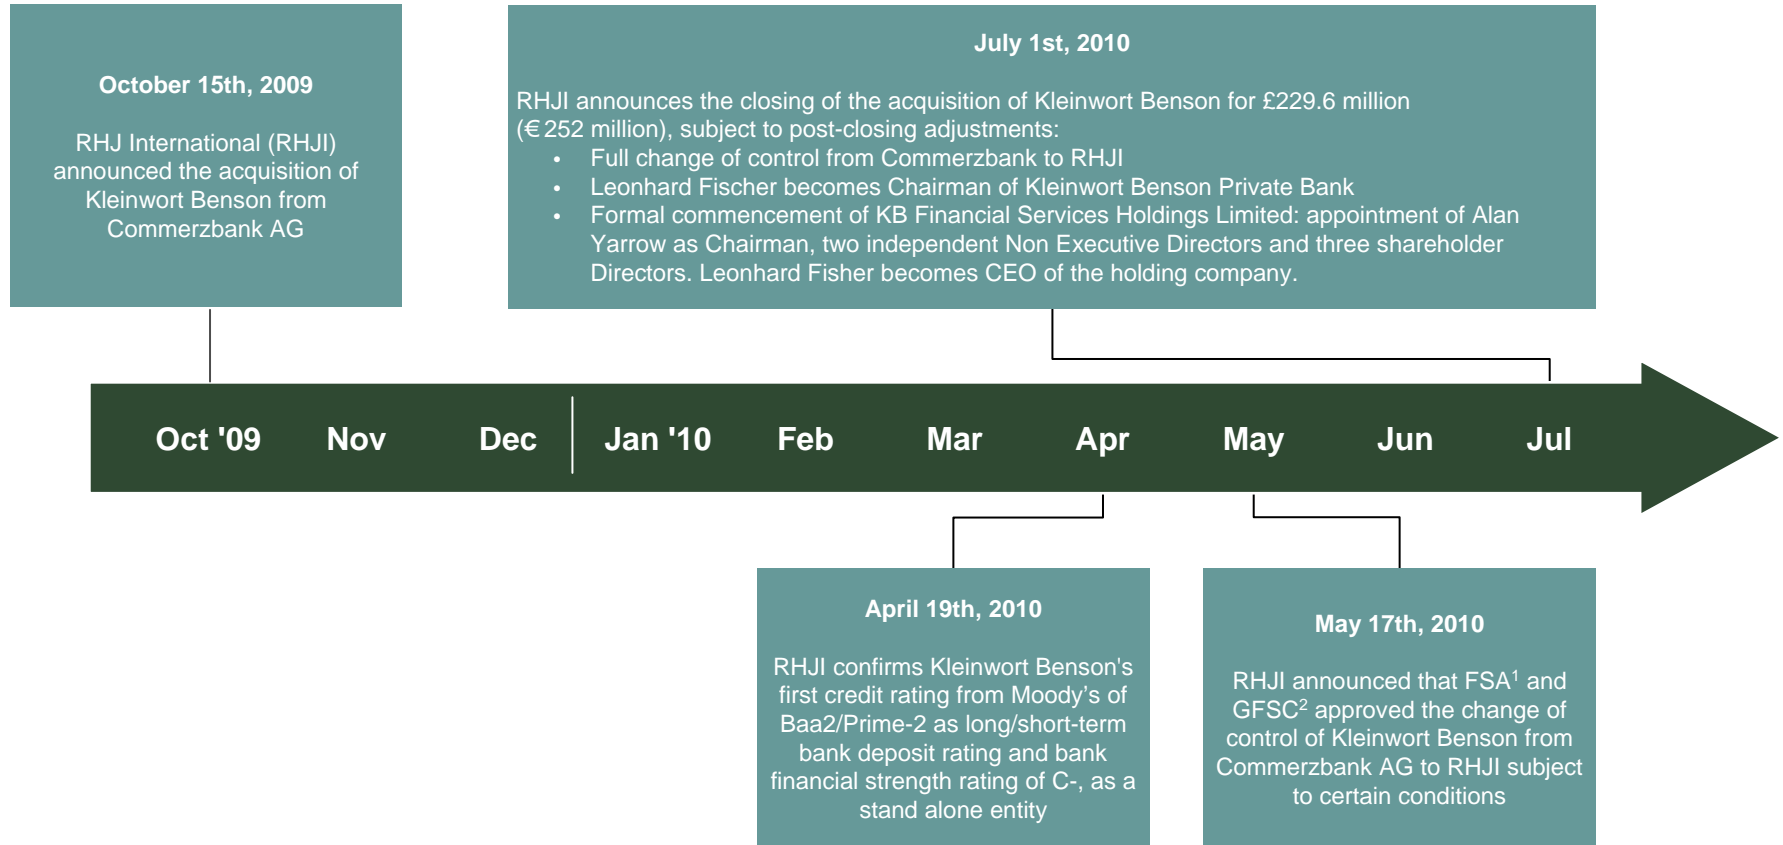 October 15th, 2009
RHJ International (RHJI)
announced the acquisition of
Kleinwort Benson from
Commerzbank AG
July 1st, 2010
RHJI announces the closing of the acquisition of Kleinwort Benson for £229.6 million
(€252 million), subject to post-closing adjustments:
• Full change of control from Commerzbank to RHJI
• Leonhard Fischer becomes Chairman of Kleinwort Benson Private Bank
• Formal commencement of KB Financial Services Holdings Limited: appointment of Alan
Yarrow as Chairman, two independent Non Executive Directors and three shareholder
Directors. Leonhard Fisher becomes CEO of the holding company.
Oct '09 Nov Dec Jan '10 Feb Mar Apr May Jun Jul
April 19th, 2010
RHJI confirms Kleinwort Benson's
first credit rating from Moody’s of
Baa2/Prime-2 as long/short-term
bank deposit rating and bank
financial strength rating of C-, as a
stand alone entity
May 17th, 2010
RHJI announced that FSA¹ and
GFSC² approved the change of
control of Kleinwort Benson from
Commerzbank AG to RHJI subject
to certain conditions